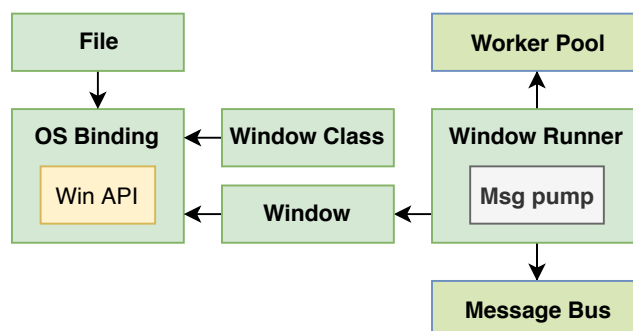 File
Worker Pool
OS Binding
Window Class
Window Runner
Win API
Window
Msg pump
Message Bus